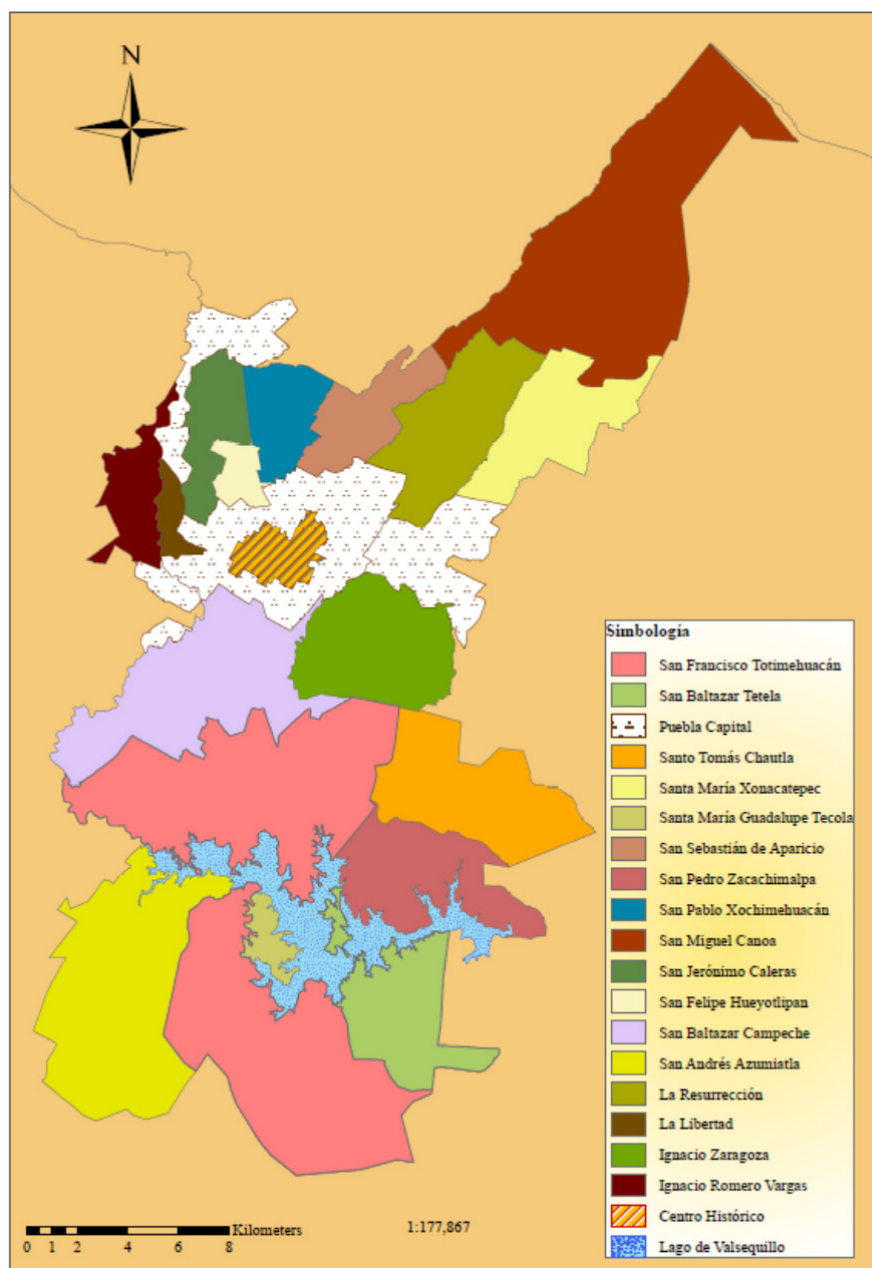 N
Simbología
San Francisco Totimehuacán
San Baltazar Tetela
Puebla Capital
Santo Tomás Chautla
Santa María Xonacatepec
Santa María Guadalupe Tecola
San Sebastián de Aparicio
San Pedro Zacachimalpa
San Pablo Xochimehuacán
San Miguel Canoa
San Jerónimo Caleras
San Felipe Hueyotlipan
San Baltazar Campeche
San Andrés Azumiatla
La Resurrección
La Libertad
Ignacio Zaragoza
Ignacio Romero Vargas
Centro Histórico
Lago de Valsequillo
Kilometers
0 1 2 4 6 8
1:177,867